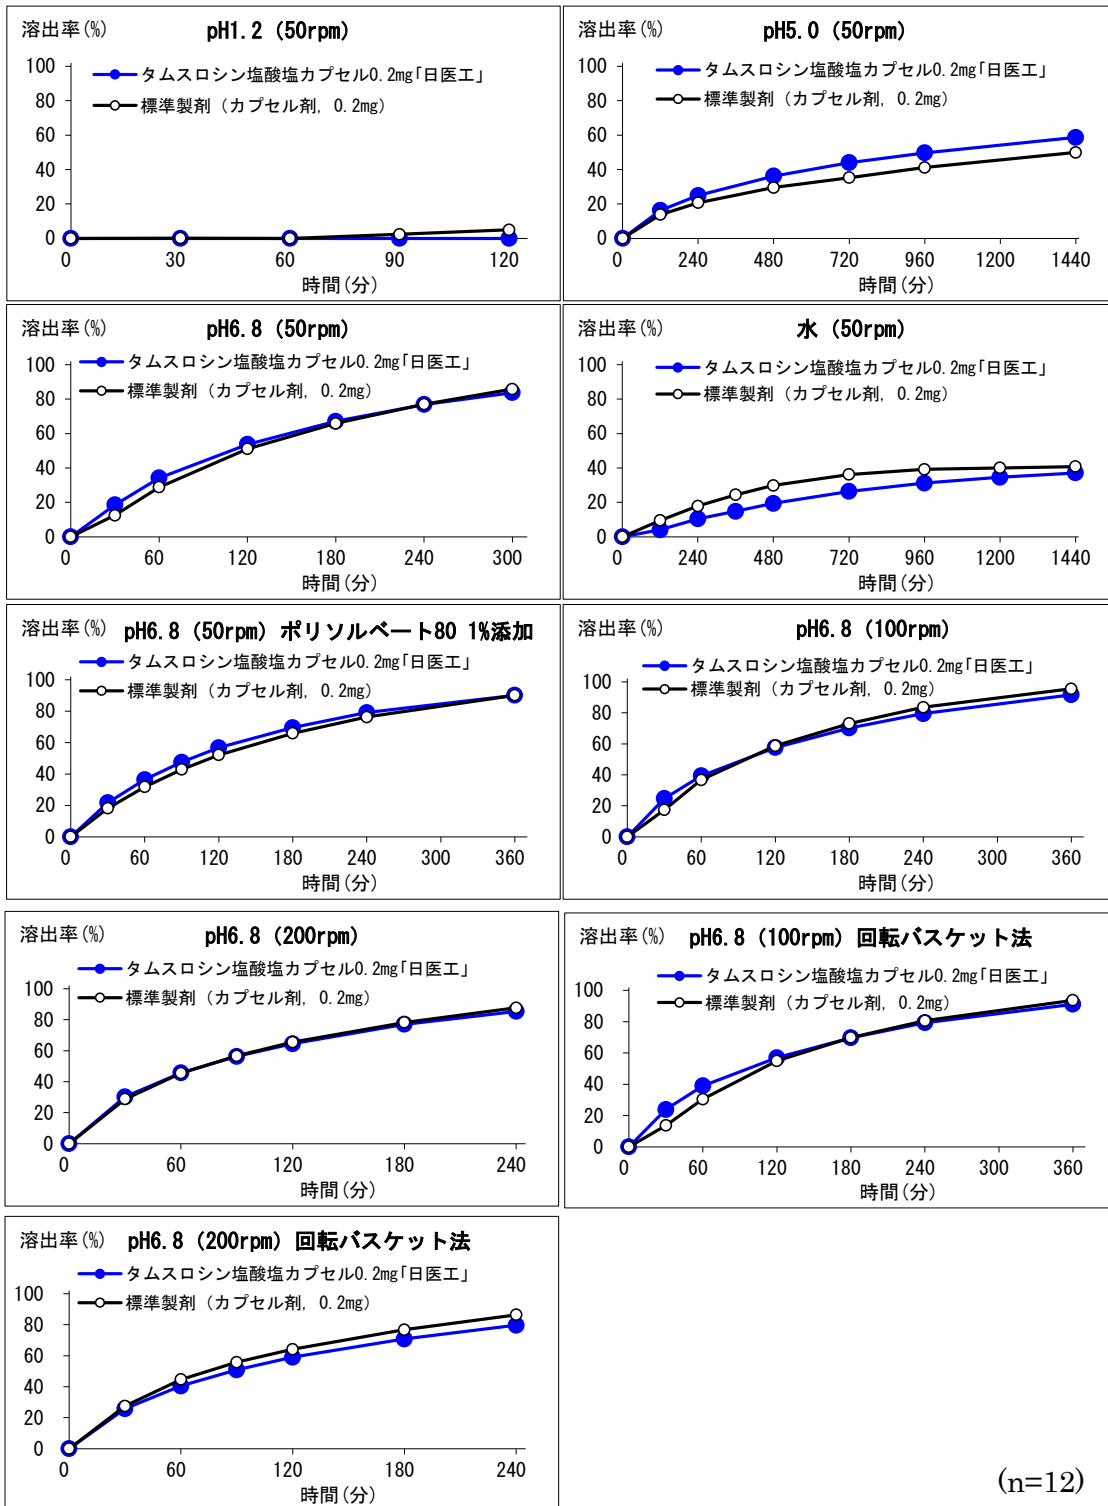 溶出率(%) pH1.2 (50rpm)
100
80
60
40
20
0
タムスロシン塩酸塩カプセル0.2mg「日医工」
標準製剤 (カプセル剤, 0.2mg)
0 30 60 90 120
時間(分)
溶出率(%) pH5.0 (50rpm)
100
80
60
40
20
0
タムスロシン塩酸塩カプセル0.2mg「日医工」
標準製剤 (カプセル剤, 0.2mg)
0 240 480 720 960 1200 1440
時間(分)
溶出率(%) pH6.8 (50rpm)
100
80
60
40
20
0
タムスロシン塩酸塩カプセル0.2mg「日医工」
標準製剤 (カプセル剤, 0.2mg)
0 60 120 180 240 300
時間(分)
溶出率(%) 水 (50rpm)
100
80
60
40
20
0
タムスロシン塩酸塩カプセル0.2mg「日医工」
標準製剤 (カプセル剤, 0.2mg)
0 240 480 720 960 1200 1440
時間(分)
溶出率(%) pH6.8 (50rpm) ポリソルベート80 1%添加
100
80
60
40
20
0
タムスロシン塩酸塩カプセル0.2mg「日医工」
標準製剤 (カプセル剤, 0.2mg)
0 60 120 180 240 300 360
時間(分)
溶出率(%) pH6.8 (100rpm)
100
80
60
40
20
0
タムスロシン塩酸塩カプセル0.2mg「日医工」
標準製剤 (カプセル剤, 0.2mg)
0 60 120 180 240 300 360
時間(分)
溶出率(%) pH6.8 (200rpm)
100
80
60
40
20
0
タムスロシン塩酸塩カプセル0.2mg「日医工」
標準製剤 (カプセル剤, 0.2mg)
0 60 120 180 240
時間(分)
溶出率(%) pH6.8 (100rpm) 回転バスケット法
100
80
60
40
20
0
タムスロシン塩酸塩カプセル0.2mg「日医工」
標準製剤 (カプセル剤, 0.2mg)
0 60 120 180 240 300 360
時間(分)
溶出率(%) pH6.8 (200rpm) 回転バスケット法
100
80
60
40
20
0
タムスロシン塩酸塩カプセル0.2mg「日医工」
標準製剤 (カプセル剤, 0.2mg)
0 60 120 180 240
時間(分)
(n=12)